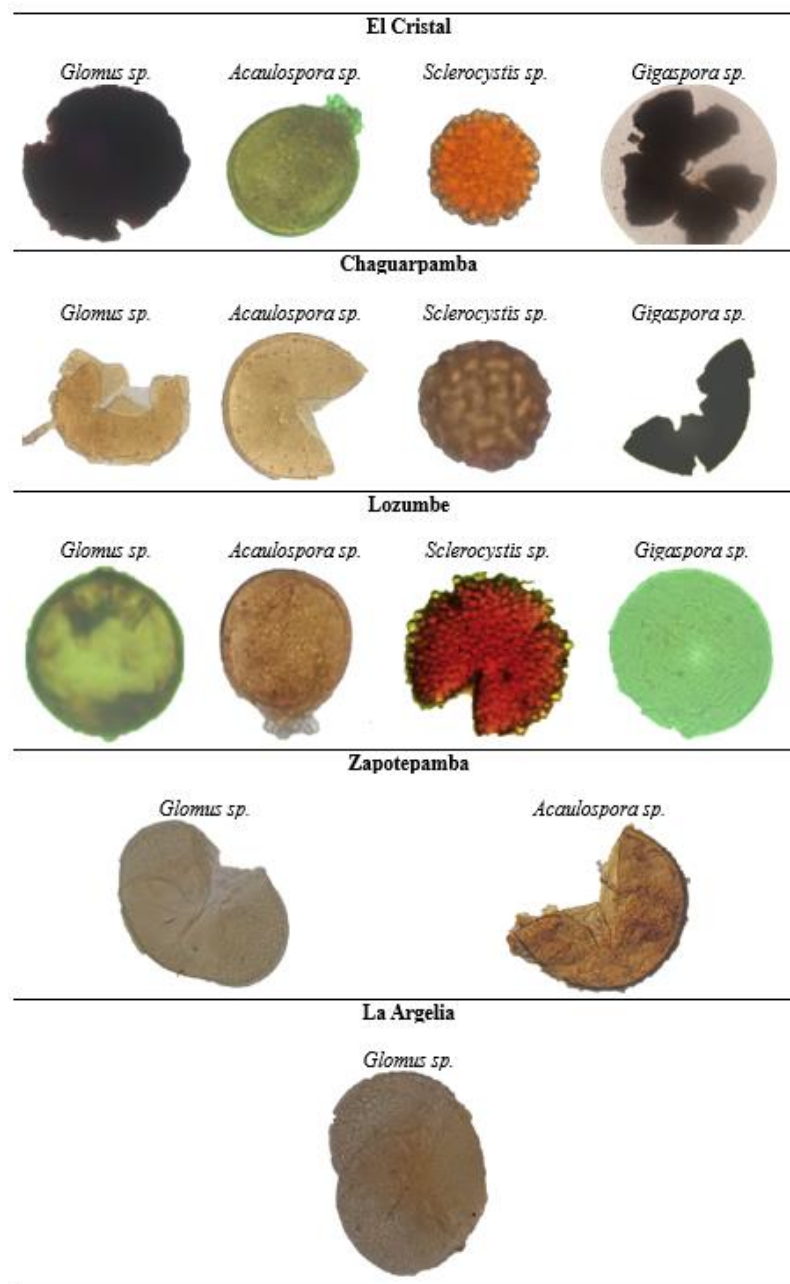 El Cristal
Glomus sp. Acaulospora sp. Sclerocystis sp. Gigaspora sp.
Chaguarpamba
Glomus sp. Acaulospora sp. Sclerocystis sp. Gigaspora sp.
Lozumbe
Glomus sp. Acaulospora sp. Sclerocystis sp. Gigaspora sp.
Zapotepamba
Glomus sp. Acaulospora sp.
La Argelia
Glomus sp.